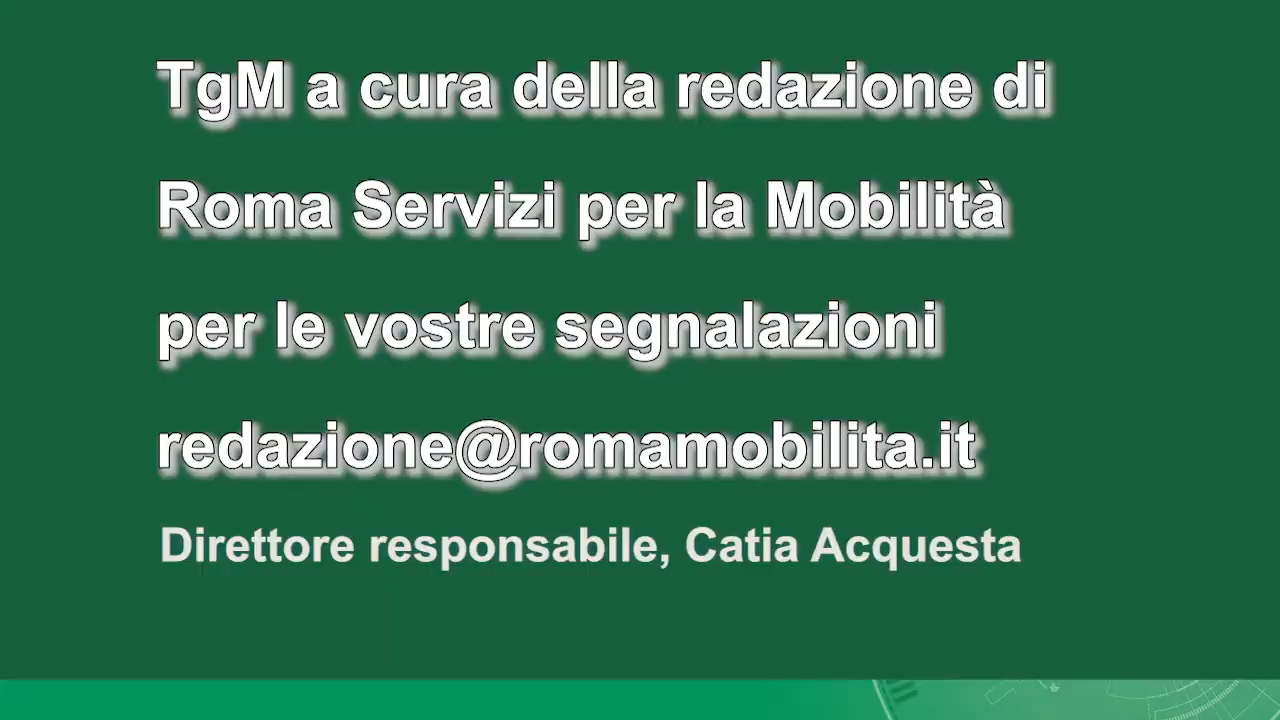 TgM a cura della redazione di
Roma Servizi per la Mobilità
per le vostre segnalazioni
redazione@romamobilita.it
Direttore responsabile, Catia Acquesta